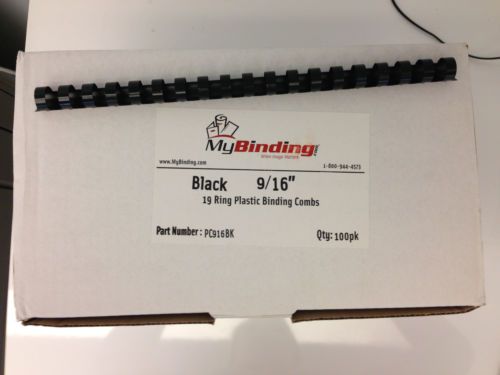 MyBinding.com
Where Image Matters
www.MyBinding.com 1-800-944-4573
Black 9/16"
19 Ring Plastic Binding Combs
Part Number: PC916BK Qty: 100pk